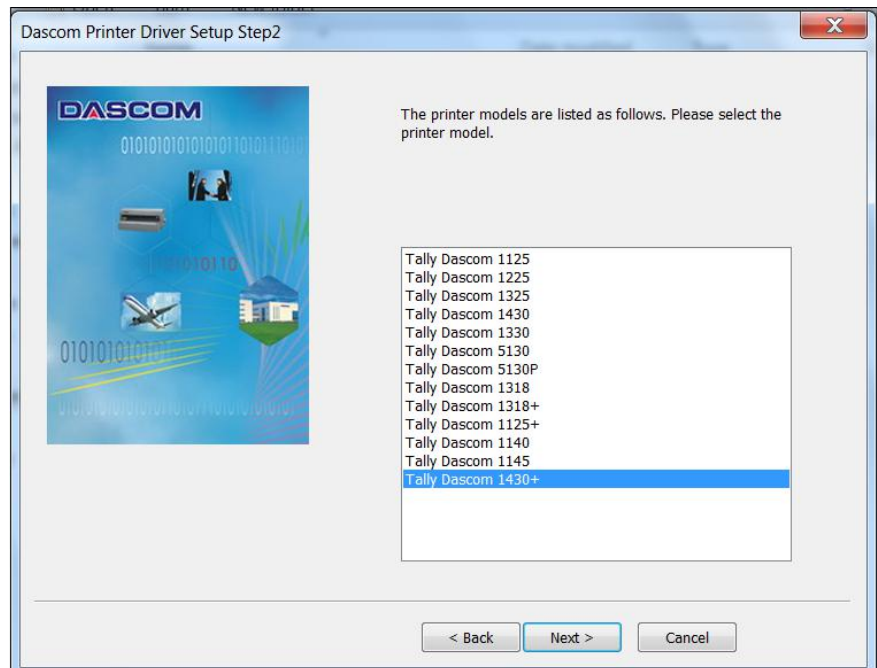 Dascom Printer Driver Setup Step2
X
DASCOM
The printer models are listed as follows. Please select the
printer model.
Tally Dascom 1125
Tally Dascom 1225
Tally Dascom 1325
Tally Dascom 1430
Tally Dascom 1330
Tally Dascom 5130
Tally Dascom 5130P
Tally Dascom 1318
Tally Dascom 1318+
Tally Dascom 1125+
Tally Dascom 1140
Tally Dascom 1145
Tally Dascom 1430+
< Back
Next >
Cancel